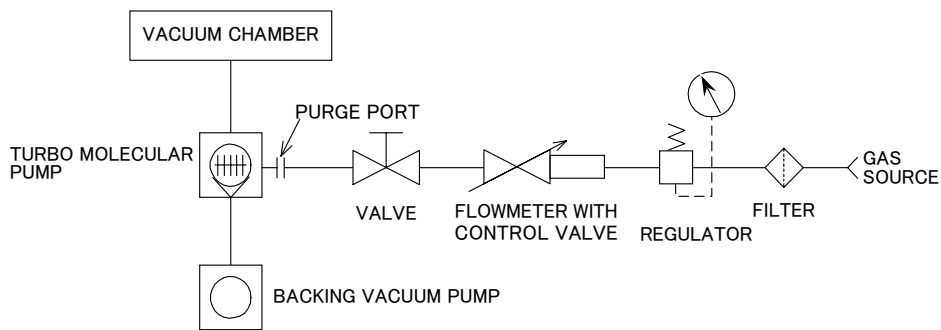 VACUUM CHAMBER
PURGE PORT
TURBO MOLECULAR
PUMP
GAS
SOURCE
VALVE
FLOWMETER WITH
CONTROL VALVE
REGULATOR
FILTER
BACKING VACUUM PUMP